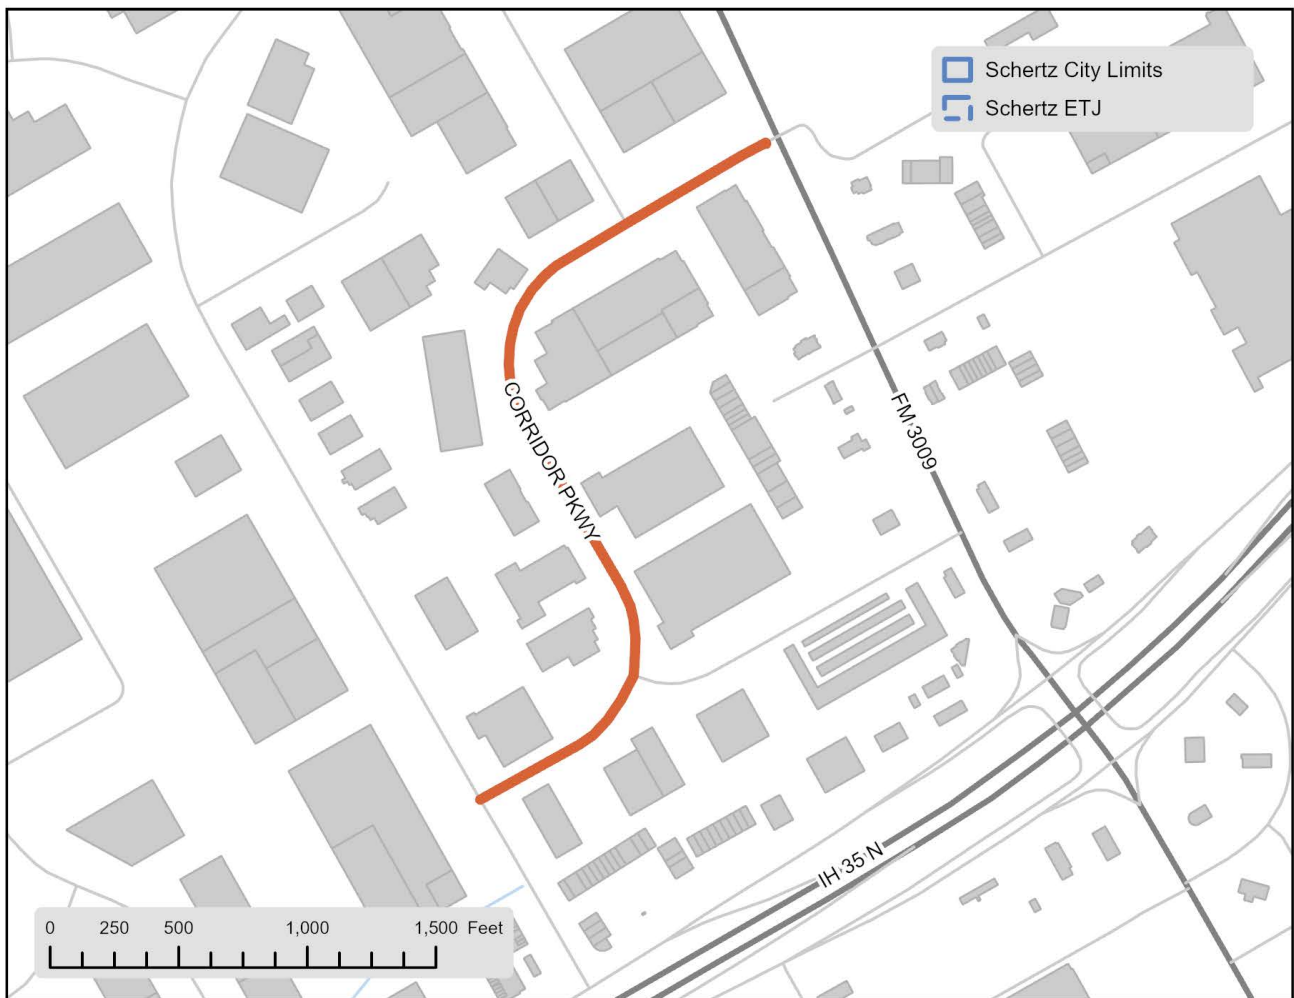 Schertz City Limits
Schertz ETJ
CORRIDOR PKWY
FM 3009
IH 35 N
0 250 500 1,000 1,500 Feet